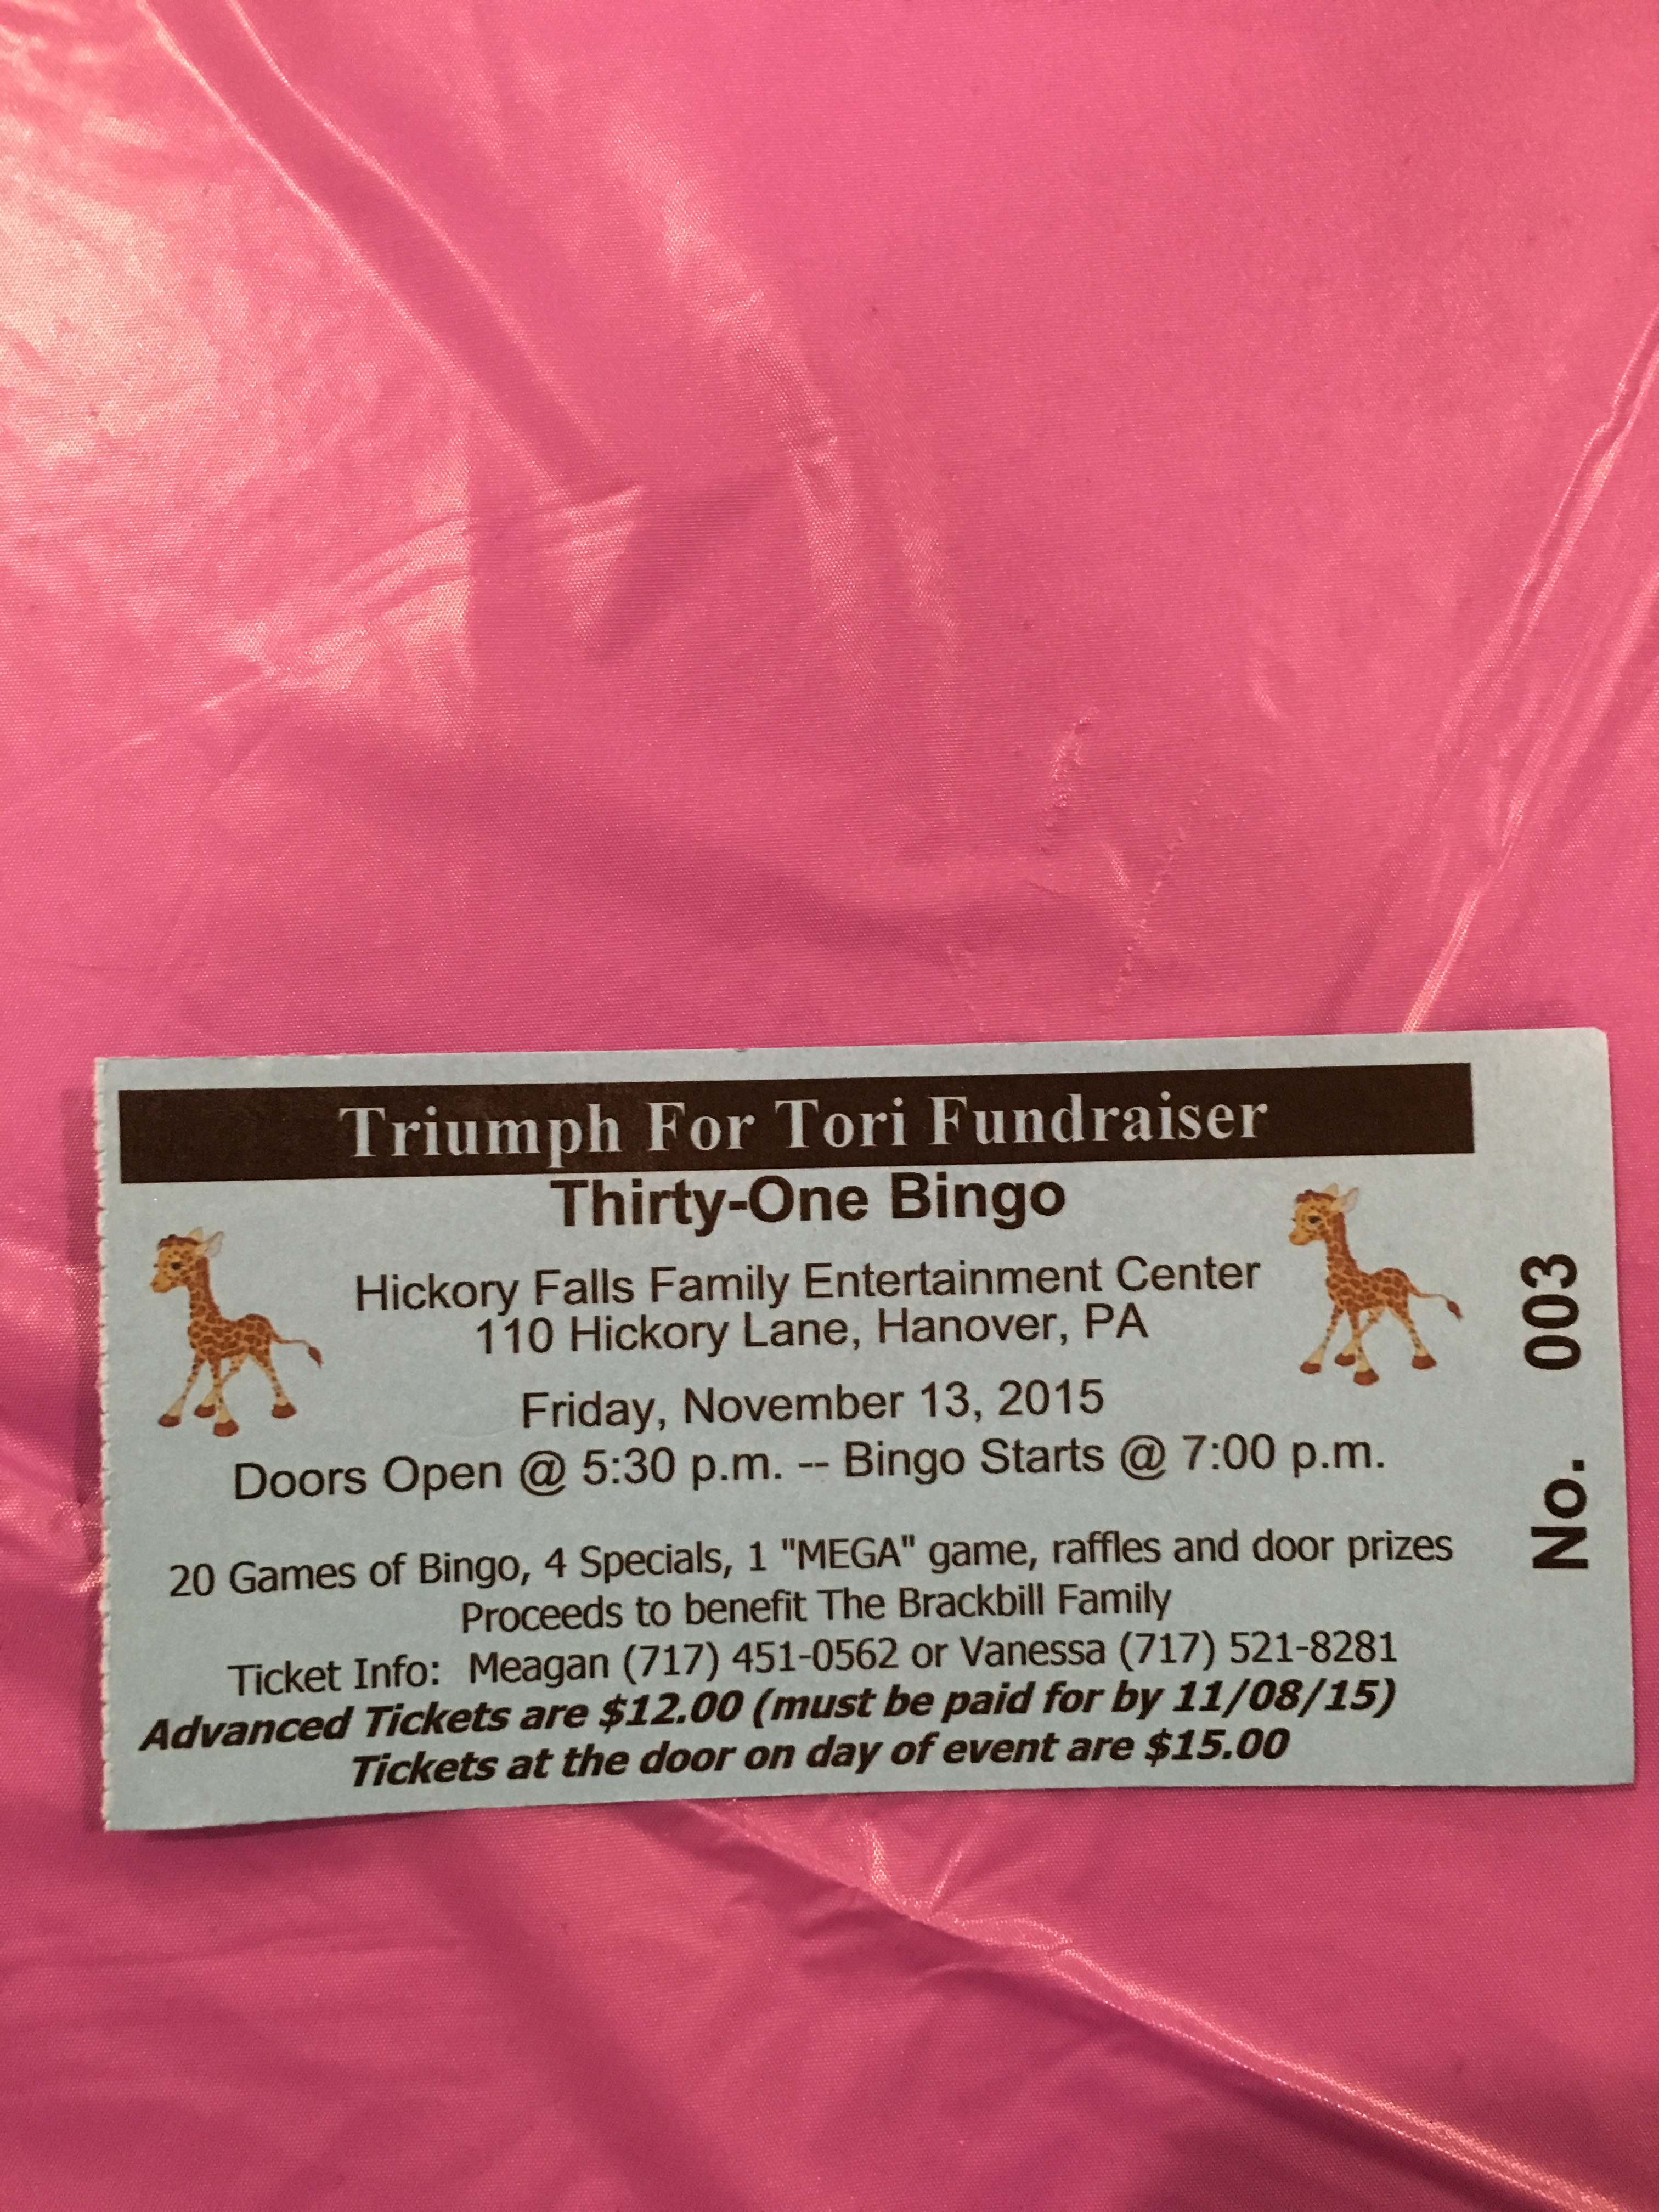 Triumph For Tori Fundraiser
Thirty-One Bingo
Hickory Falls Family Entertainment Center
110 Hickory Lane, Hanover, PA
Friday, November 13, 2015
Doors Open @ 5:30 p.m. -- Bingo Starts @ 7:00 p.m.
20 Games of Bingo, 4 Specials, 1 "MEGA" game, raffles and door prizes
Proceeds to benefit The Brackbill Family
Ticket Info: Meagan (717) 451-0562 or Vanessa (717) 521-8281
Advanced Tickets are $12.00 (must be paid for by 11/08/15)
Tickets at the door on day of event are $15.00
No. 003